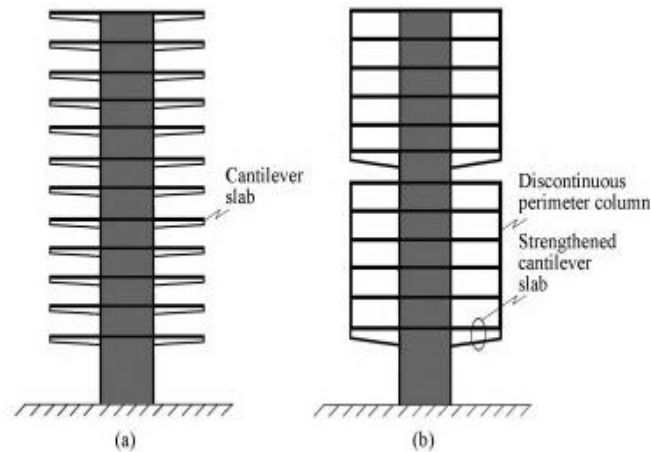 Cantilever
slab
Discontinuous
perimeter column
Strengthened
cantilever
slab
(a)
(b)